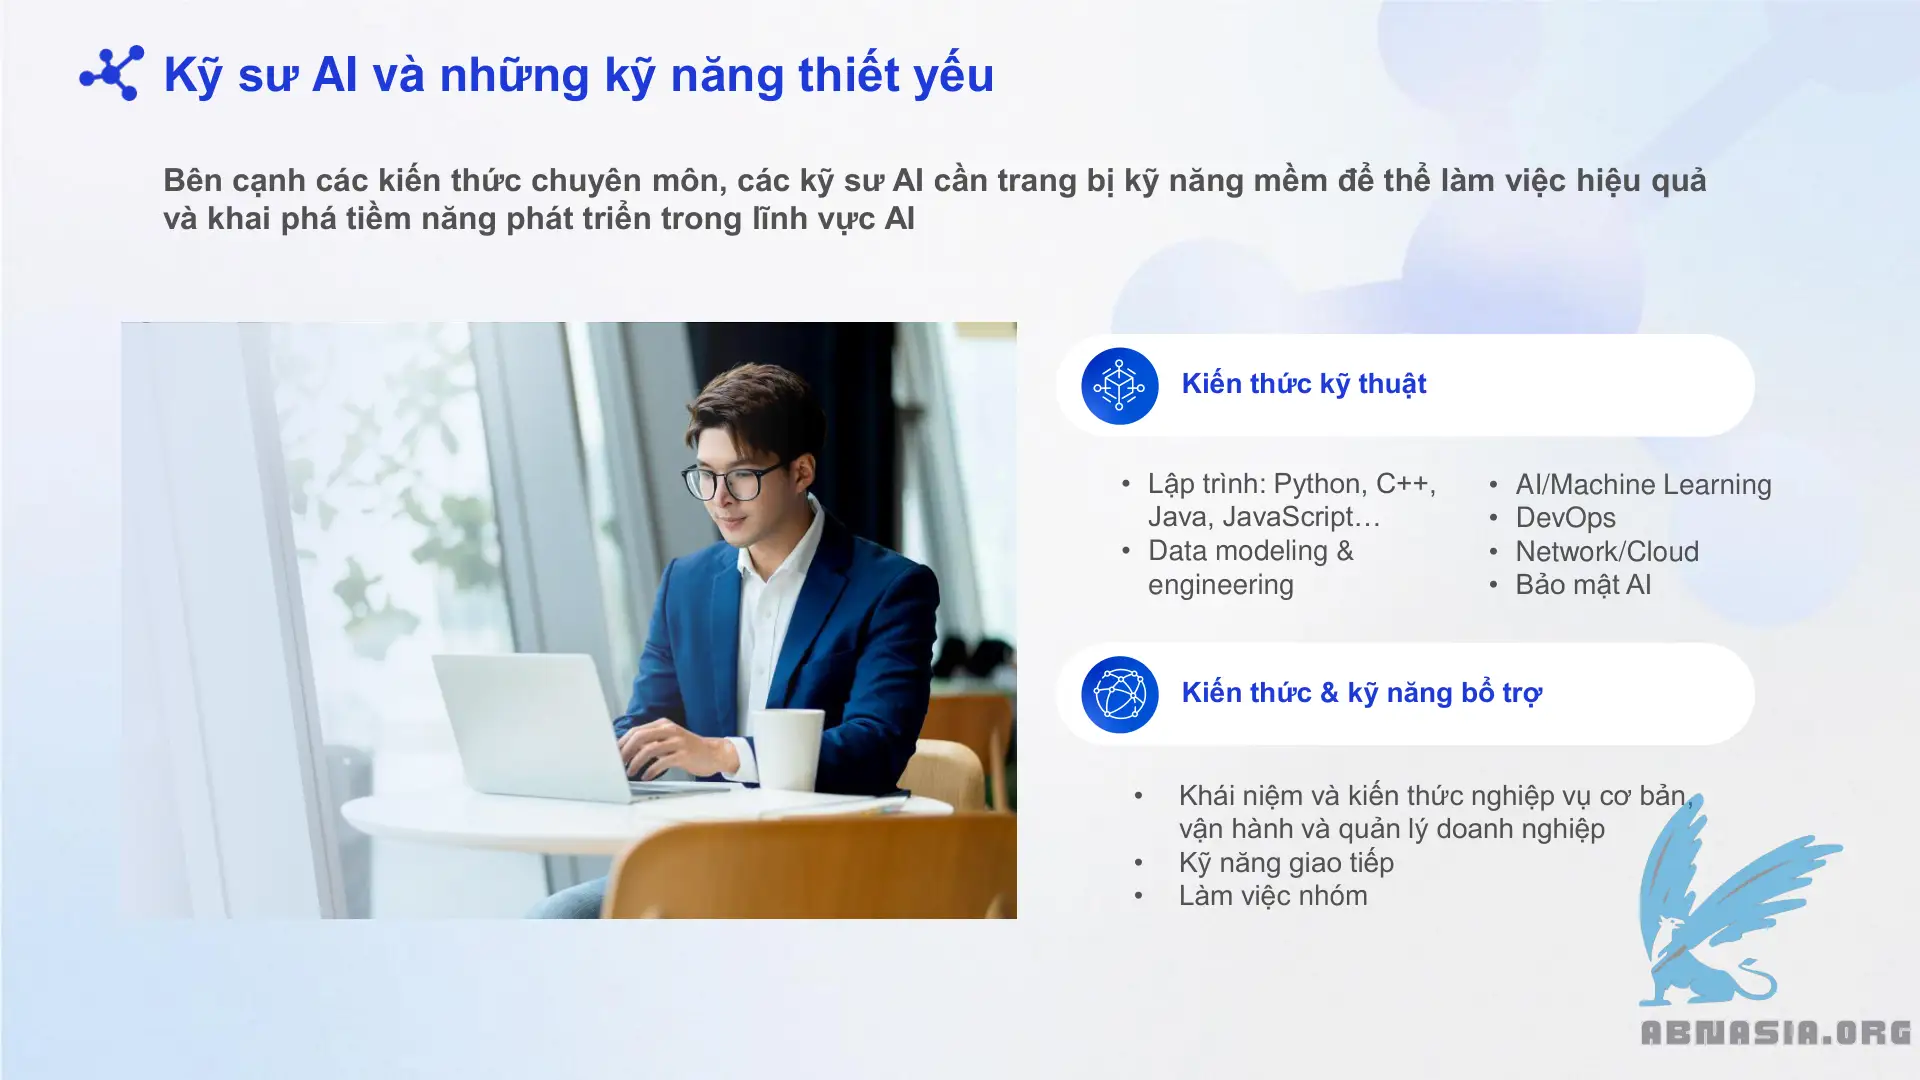 Kỹ sư AI và những kỹ năng thiết yếu
Bên cạnh các kiến thức chuyên môn, các kỹ sư AI cần trang bị kỹ năng mềm để thể làm việc hiệu quả
và khai phá tiềm năng phát triển trong lĩnh vực AI
Kiến thức kỹ thuật
• Lập trình: Python, C++,
Java, JavaScript…
• Data modeling &
engineering
• AI/Machine Learning
• DevOps
• Network/Cloud
• Bảo mật AI
Kiến thức & kỹ năng bổ trợ
• Khái niệm và kiến thức nghiệp vụ cơ bản,
vận hành và quản lý doanh nghiệp
• Kỹ năng giao tiếp
• Làm việc nhóm
ABNASIA.ORG